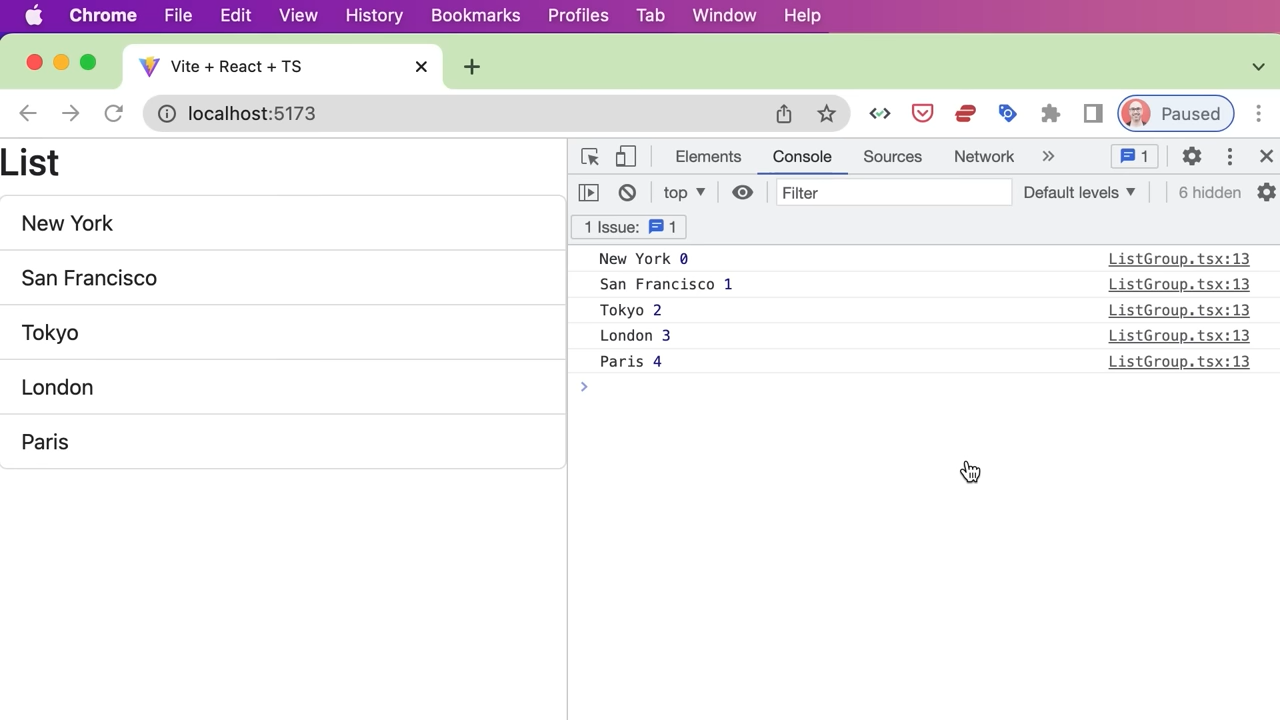 Chrome File Edit View History Bookmarks Profiles Tab Window Help
Vite + React + TS
localhost:5173
Paused
List
New York
San Francisco
Tokyo
London
Paris
Elements Console Sources Network 1
top Filter Default levels 6 hidden
1 Issue: 1
New York 0 ListGroup.tsx:13
San Francisco 1 ListGroup.tsx:13
Tokyo 2 ListGroup.tsx:13
London 3 ListGroup.tsx:13
Paris 4 ListGroup.tsx:13